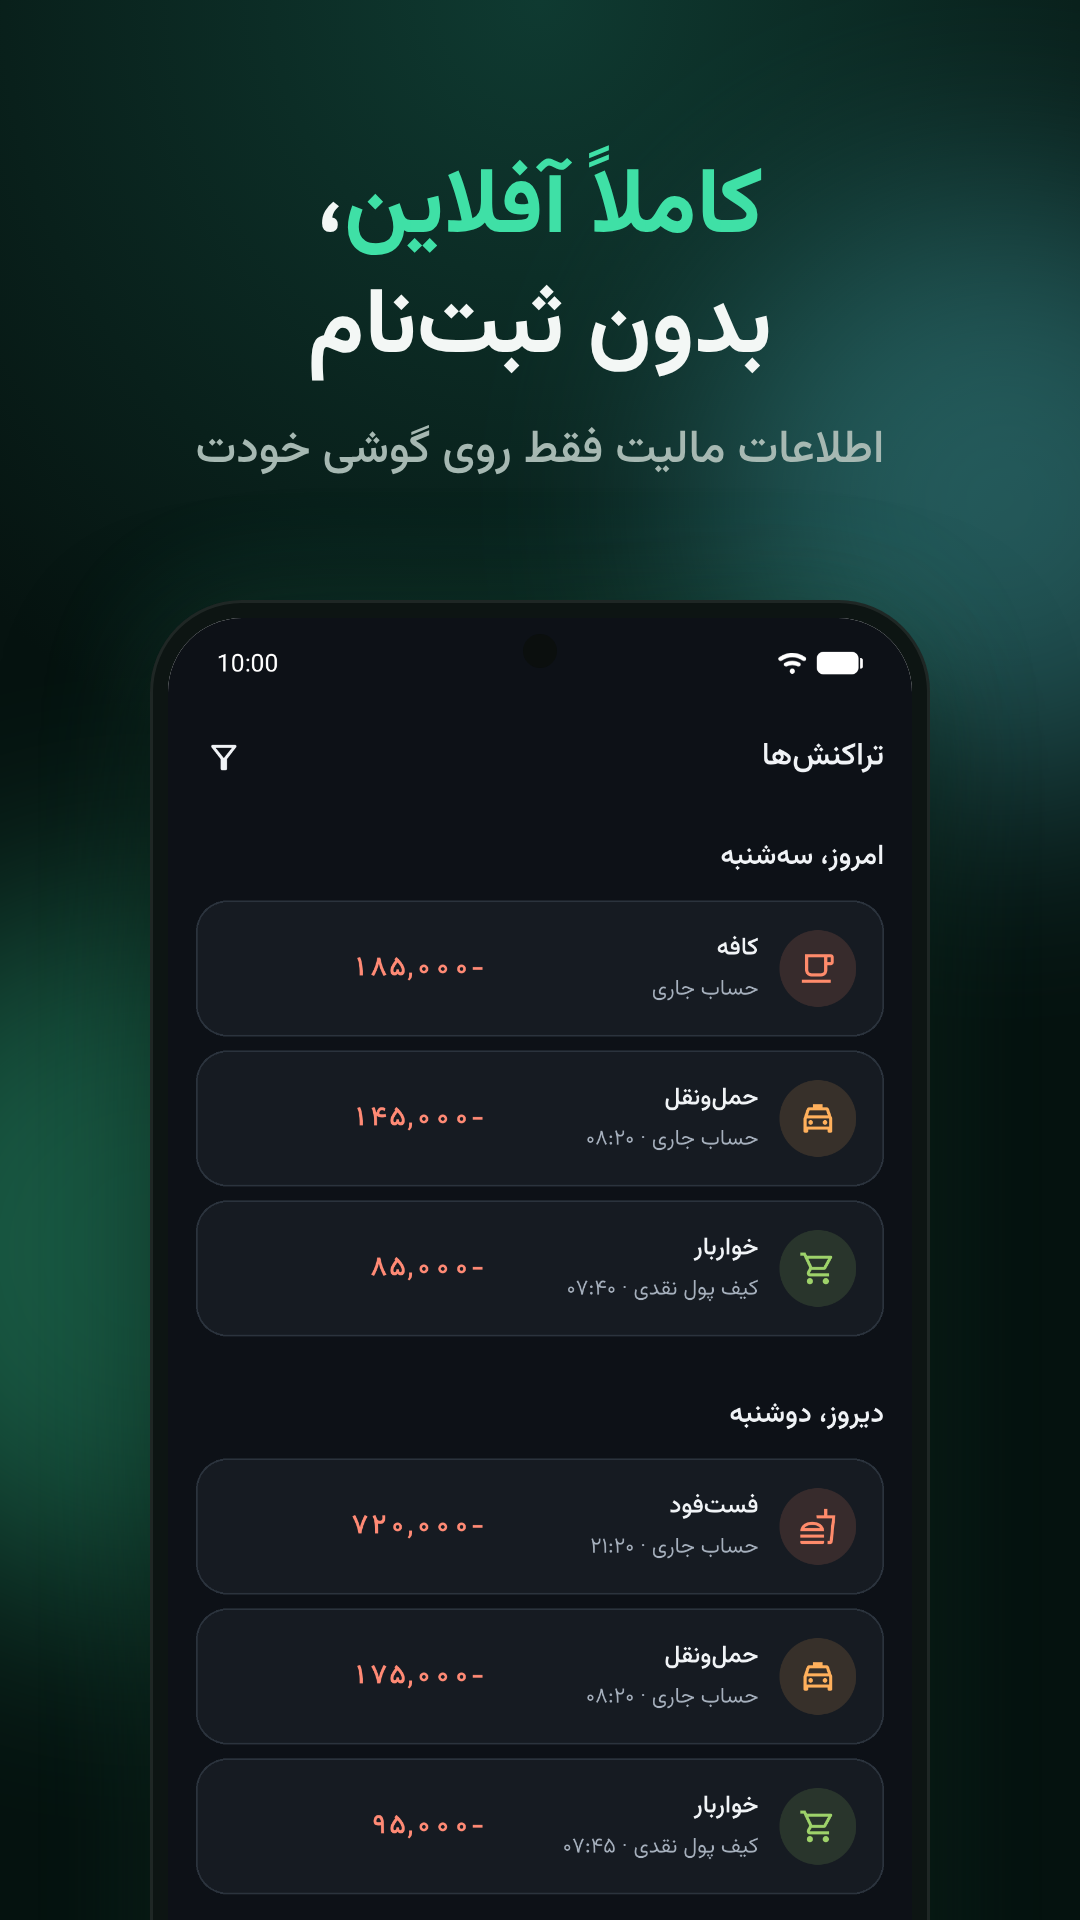 کاملاً آفلاین،
بدون ثبت‌نام
اطلاعات مالیت فقط روی گوشی خودت
10:00
تراکنش‌ها
امروز، سه‌شنبه
کافه
حساب جاری
-۱۸۵,۰۰۰
حمل‌ونقل
حساب جاری · ۰۸:۲۰
-۱۴۵,۰۰۰
خواربار
کیف پول نقدی · ۰۷:۴۰
-۸۵,۰۰۰
دیروز، دوشنبه
فست‌فود
حساب جاری · ۲۱:۲۰
-۷۲۰,۰۰۰
حمل‌ونقل
حساب جاری · ۰۸:۲۰
-۱۷۵,۰۰۰
خواربار
کیف پول نقدی · ۰۷:۴۵
-۹۵,۰۰۰